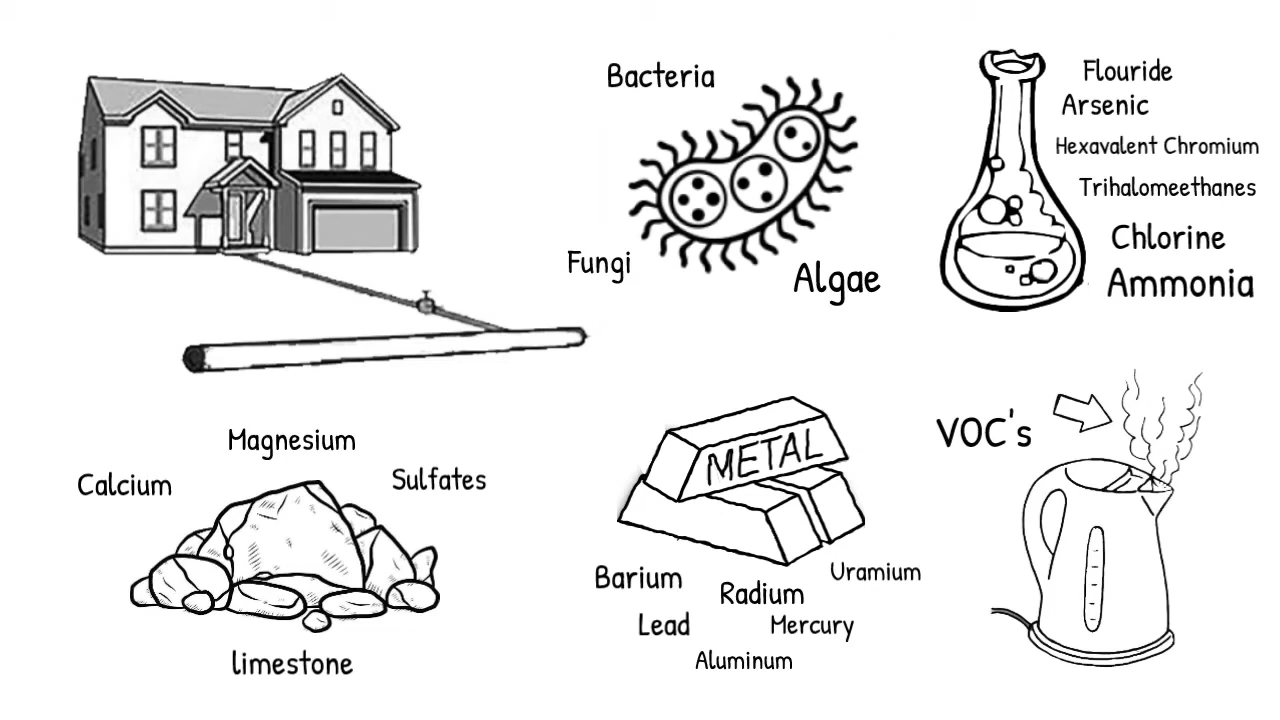 Bacteria
Fungi
Algae
Flouride
Arsenic
Hexavalent Chromium
Trihalomeethanes
Chlorine
Ammonia
Magnesium
Calcium
Sulfates
limestone
METAL
Barium
Radium
Uramium
Lead
Mercury
Aluminum
VOC's